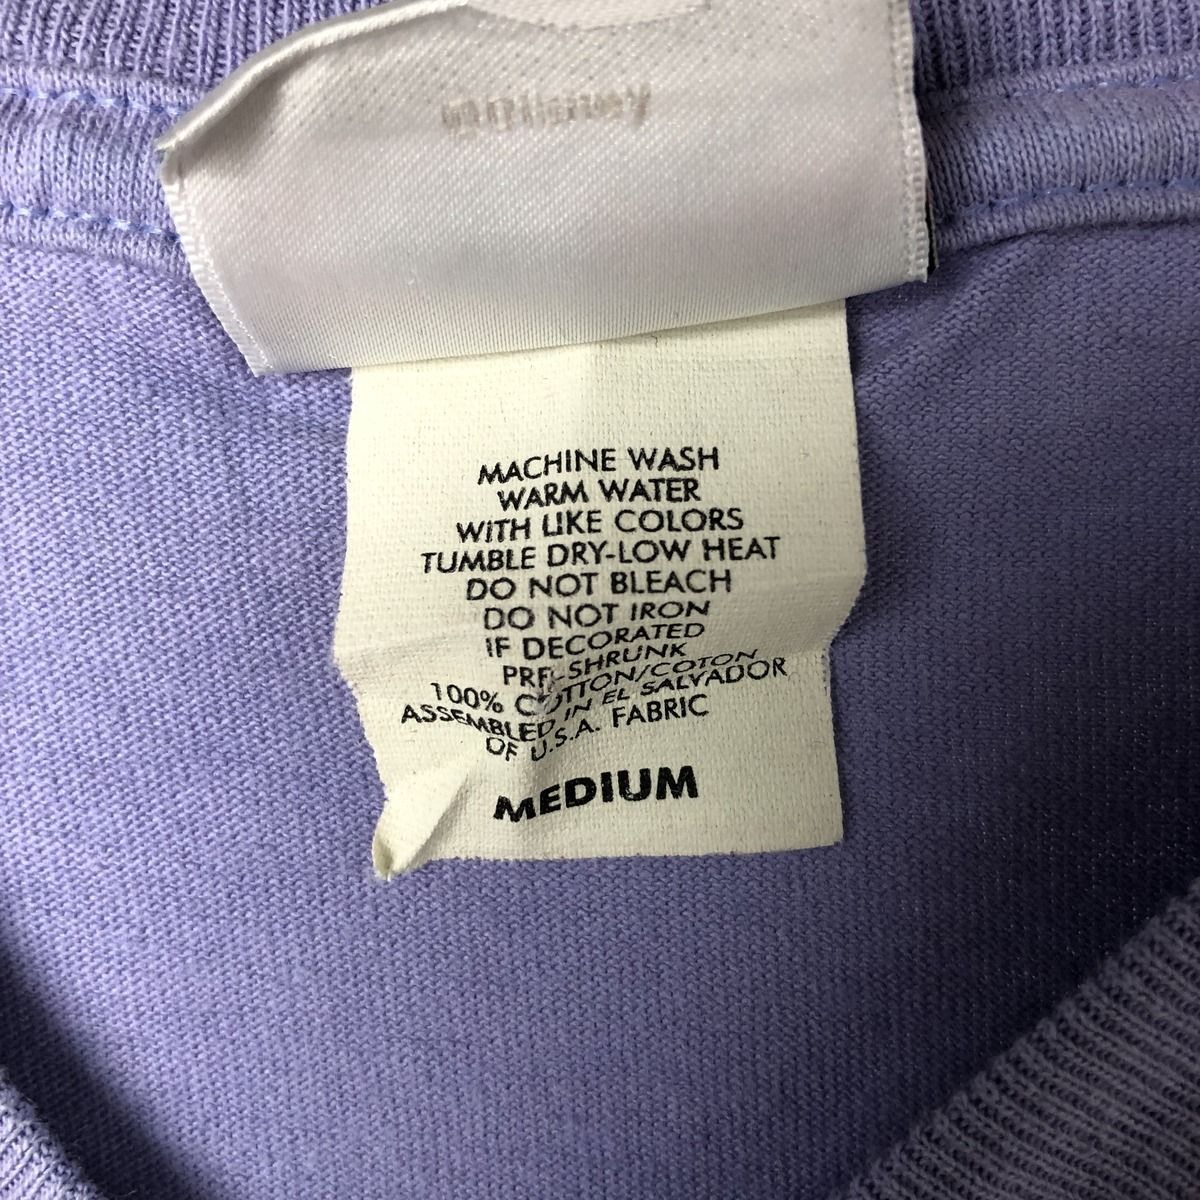 MACHINE WASH
WARM WATER
WITH LIKE COLORS
TUMBLE DRY-LOW HEAT
DO NOT BLEACH
DO NOT IRON
IF DECORATED
PRE-SHRUNK
100% COTTON/COTON
ASSEMBLED IN EL SALVADOR
OF U.S.A. FABRIC
MEDIUM